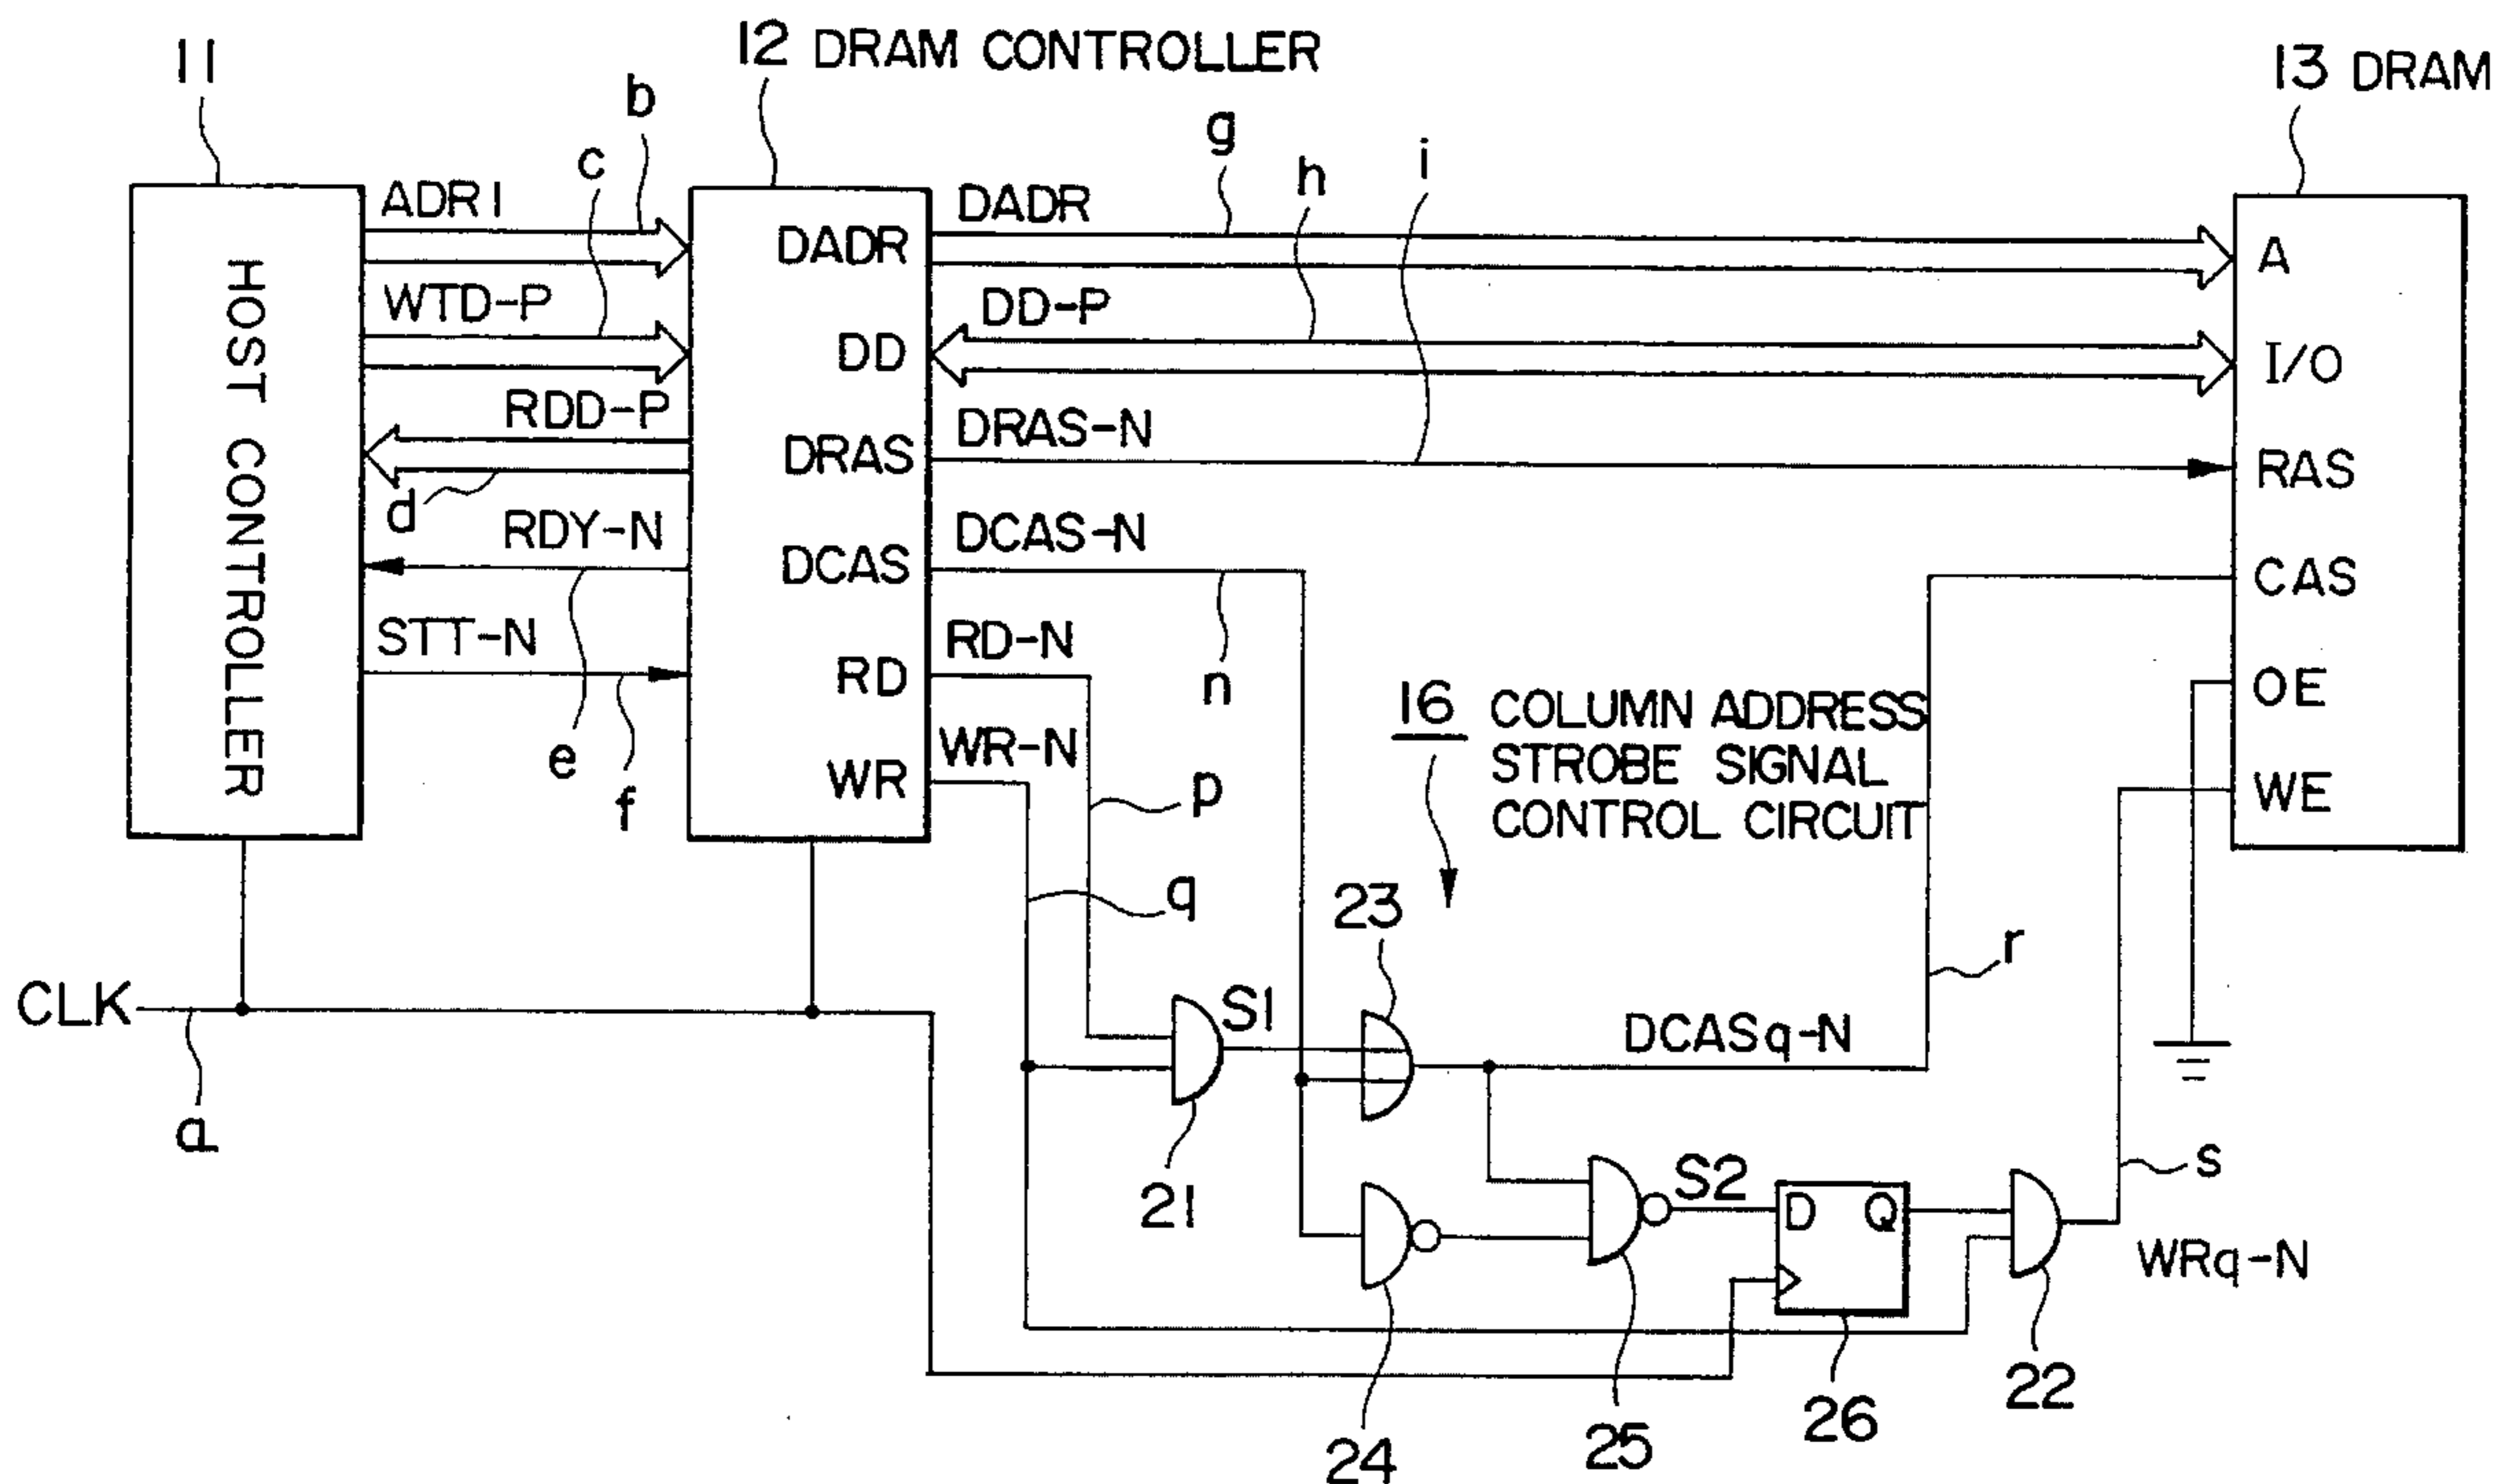 11
12 DRAM CONTROLLER
13 DRAM
b
c
g
h
i
ADR1
DADR
DADR
A
WTD-P
DD-P
DD
I/O
RDD-P
DRAS-N
DRAS
RAS
d
RDY-N
DCAS-N
DCAS
CAS
HOST CONTROLLER
STT-N
RD-N
RD
n
OE
e
f
WR-N
WR
p
16 COLUMN ADDRESS
STROBE SIGNAL
CONTROL CIRCUIT
WE
q
23
r
CLK
a
S1
DCASq-N
21
S2
D
Q
s
WRq-N
24
25
26
22